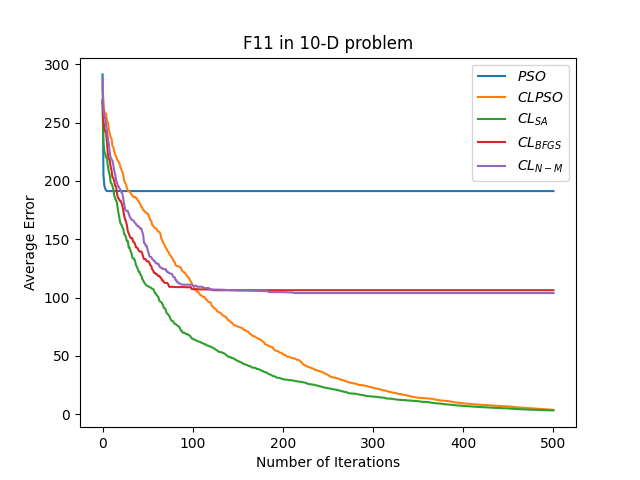 F11 in 10-D problem
Average Error
300
250
200
150
100
50
0
PSO
CLPSO
CL_SA
CL_BFGS
CL_N−M
0 100 200 300 400 500
Number of Iterations